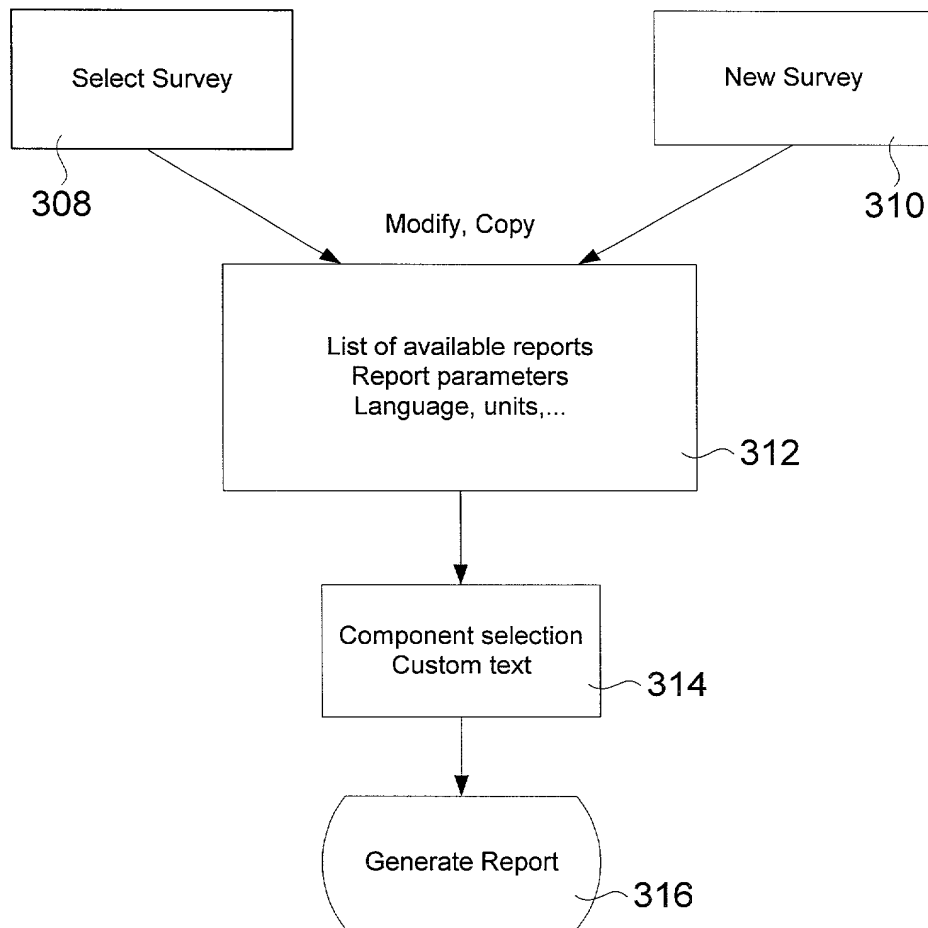 Select Survey
New Survey
308
310
Modify, Copy
List of available reports
Report parameters
Language, units,...
312
Component selection
Custom text
314
Generate Report
316